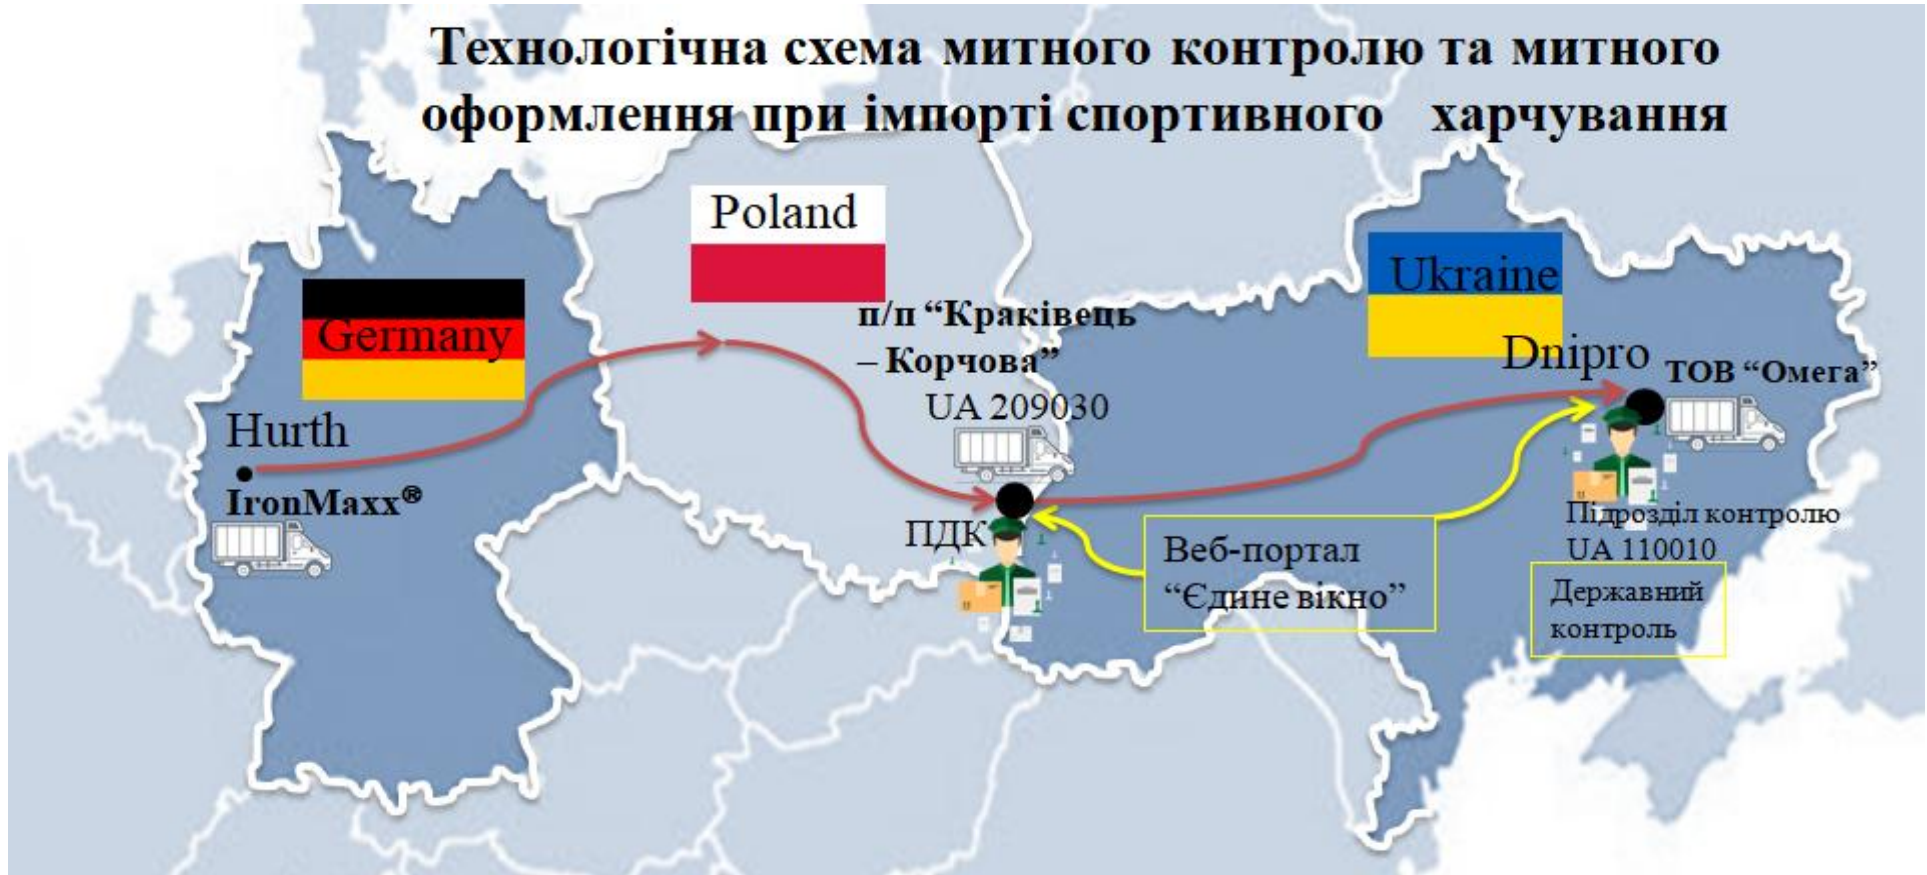 Технологічна схема митного контролю та митного
оформлення при імпорті спортивного харчування
Poland
Ukraine
Germany
п/п “Краківець
– Корчова”
UA 209030
Dnipro
ТОВ “Омега”
Hurth
IronMaxx®
ПДК
Веб-портал
“Єдине вікно”
Підрозділ контролю
UA 110010
Державний
контроль